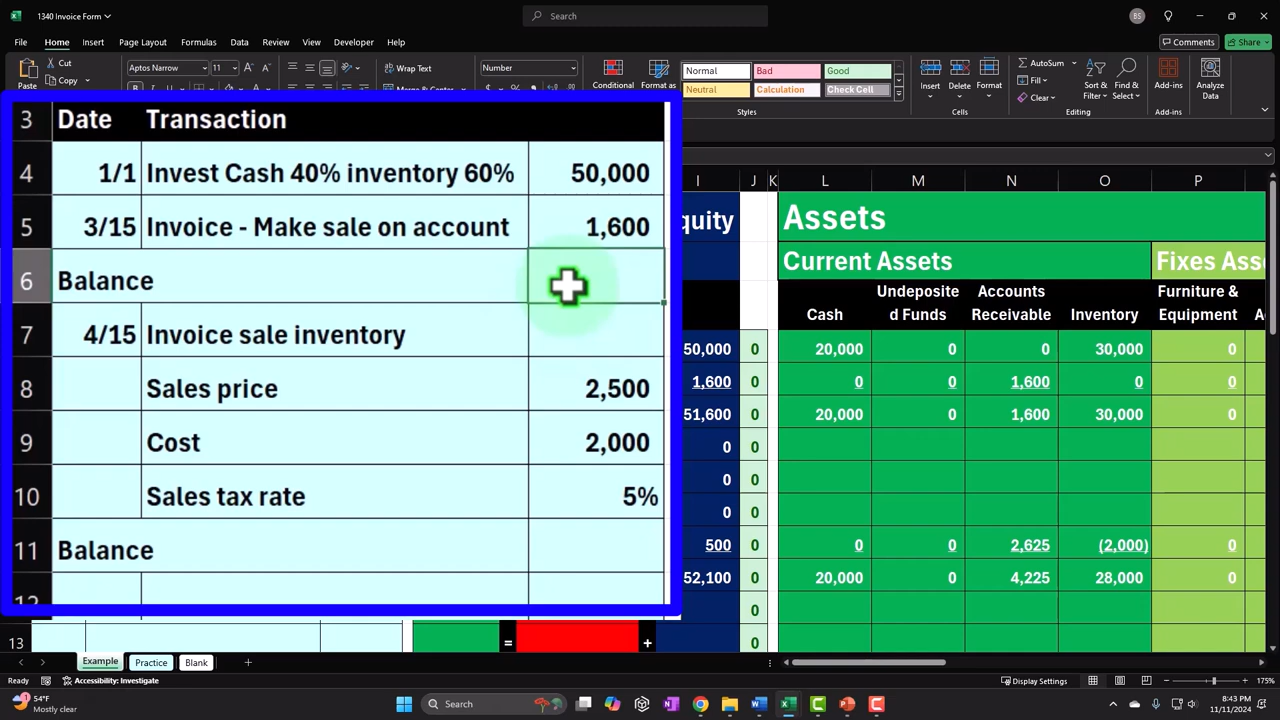 1340 Invoice Form
Search
BS
File Home Insert Page Layout Formulas Data Review View Developer Help
Comments Share
Cut
Copy
Paste
Aptos Narrow 11
Wrap Text
Number
Conditional
Format
Normal Bad Good
Neutral Calculation Check Cell
Insert Delete Format
AutoSum
Fill
Clear
Sort &
Filter
Find &
Select
Add-ins
Analyze
Data
Styles Cells Editing Add-ins
3 Date Transaction
4 1/1 Invest Cash 40% inventory 60% 50,000
5 3/15 Invoice - Make sale on account 1,600
6 Balance
7 4/15 Invoice sale inventory
8 Sales price 2,500
9 Cost 2,000
10 Sales tax rate 5%
11 Balance
12
13 = +
I J K L M N O P
quity Assets
Current Assets Fixes Asse
Cash Undeposite
d Funds Accounts
Receivable Inventory Furniture &
Equipment
50,000 0 20,000 0 0 30,000 0
1,600 0 0 0 1,600 0 0
51,600 0 20,000 0 1,600 30,000 0
0 0
0 0
0 0
500 0 0 0 2,625 (2,000) 0
52,100 0 20,000 0 4,225 28,000 0
0
0
Example Practice Blank
Ready Accessibility: Investigate Display Settings 175%
54°F
Mostly clear
Search
8:43 PM
11/11/2024